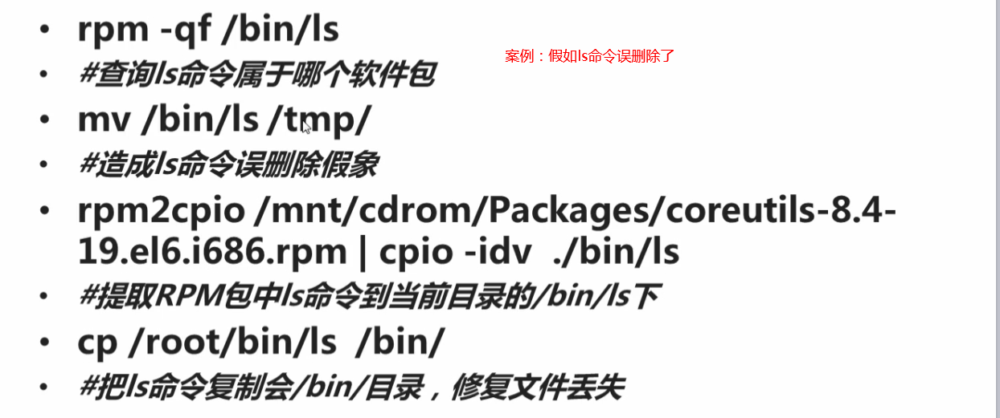 • rpm -qf /bin/ls
案例：假如ls命令误删除了
• #查询ls命令属于哪个软件包
• mv /bin/ls /tmp/
• #造成ls命令误删除假象
• rpm2cpio /mnt/cdrom/Packages/coreutils-8.4-
19.el6.i686.rpm | cpio -idv ./bin/ls
• #提取RPM包中ls命令到当前目录的/bin/ls下
• cp /root/bin/ls /bin/
• #把ls命令复制会/bin/目录，修复文件丢失